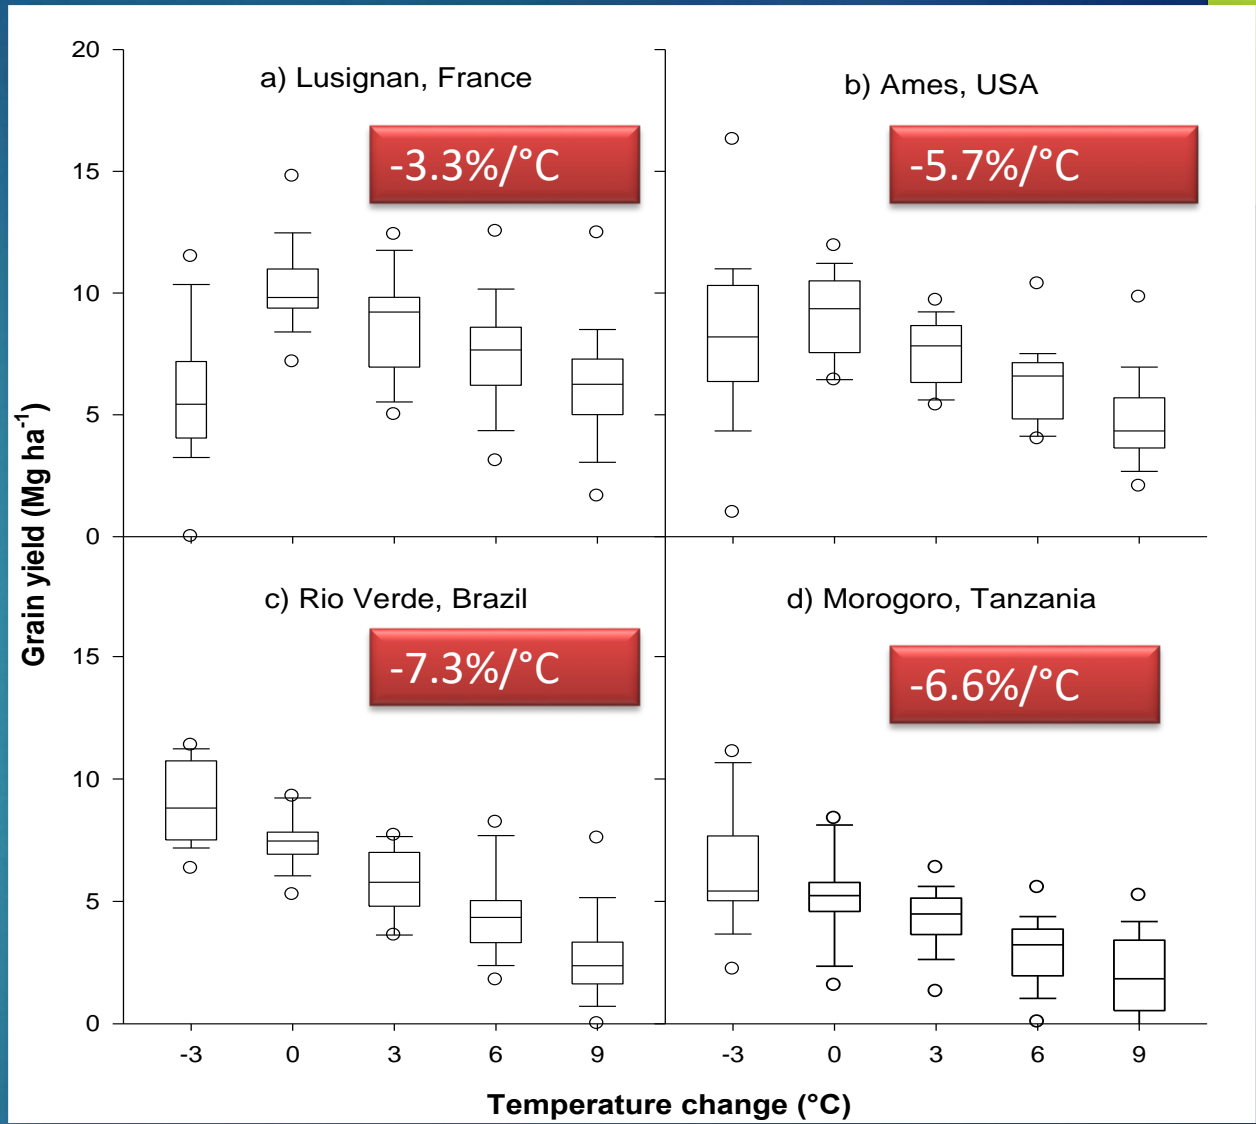 20
a) Lusignan, France
b) Ames, USA
-3.3%/°C
-5.7%/°C
15
10
5
0
c) Rio Verde, Brazil
d) Morogoro, Tanzania
-7.3%/°C
-6.6%/°C
15
10
5
0
Grain yield (Mg ha⁻¹)
-3 0 3 6 9 -3 0 3 6 9
Temperature change (°C)